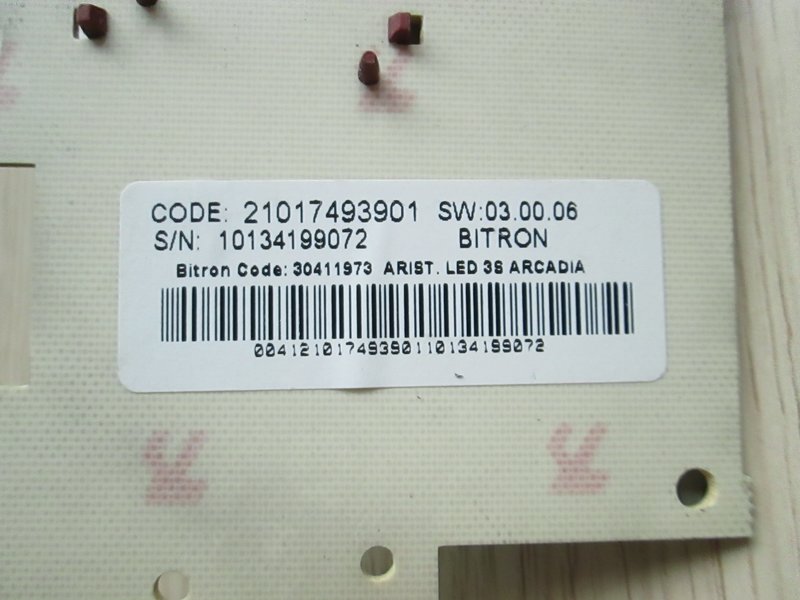 CODE: 21017493901 SW:03.00.06
S/N: 10134199072 BITRON
Bitron Code: 30411973 ARIST. LED 3S ARCADIA
00412101749390110134199072